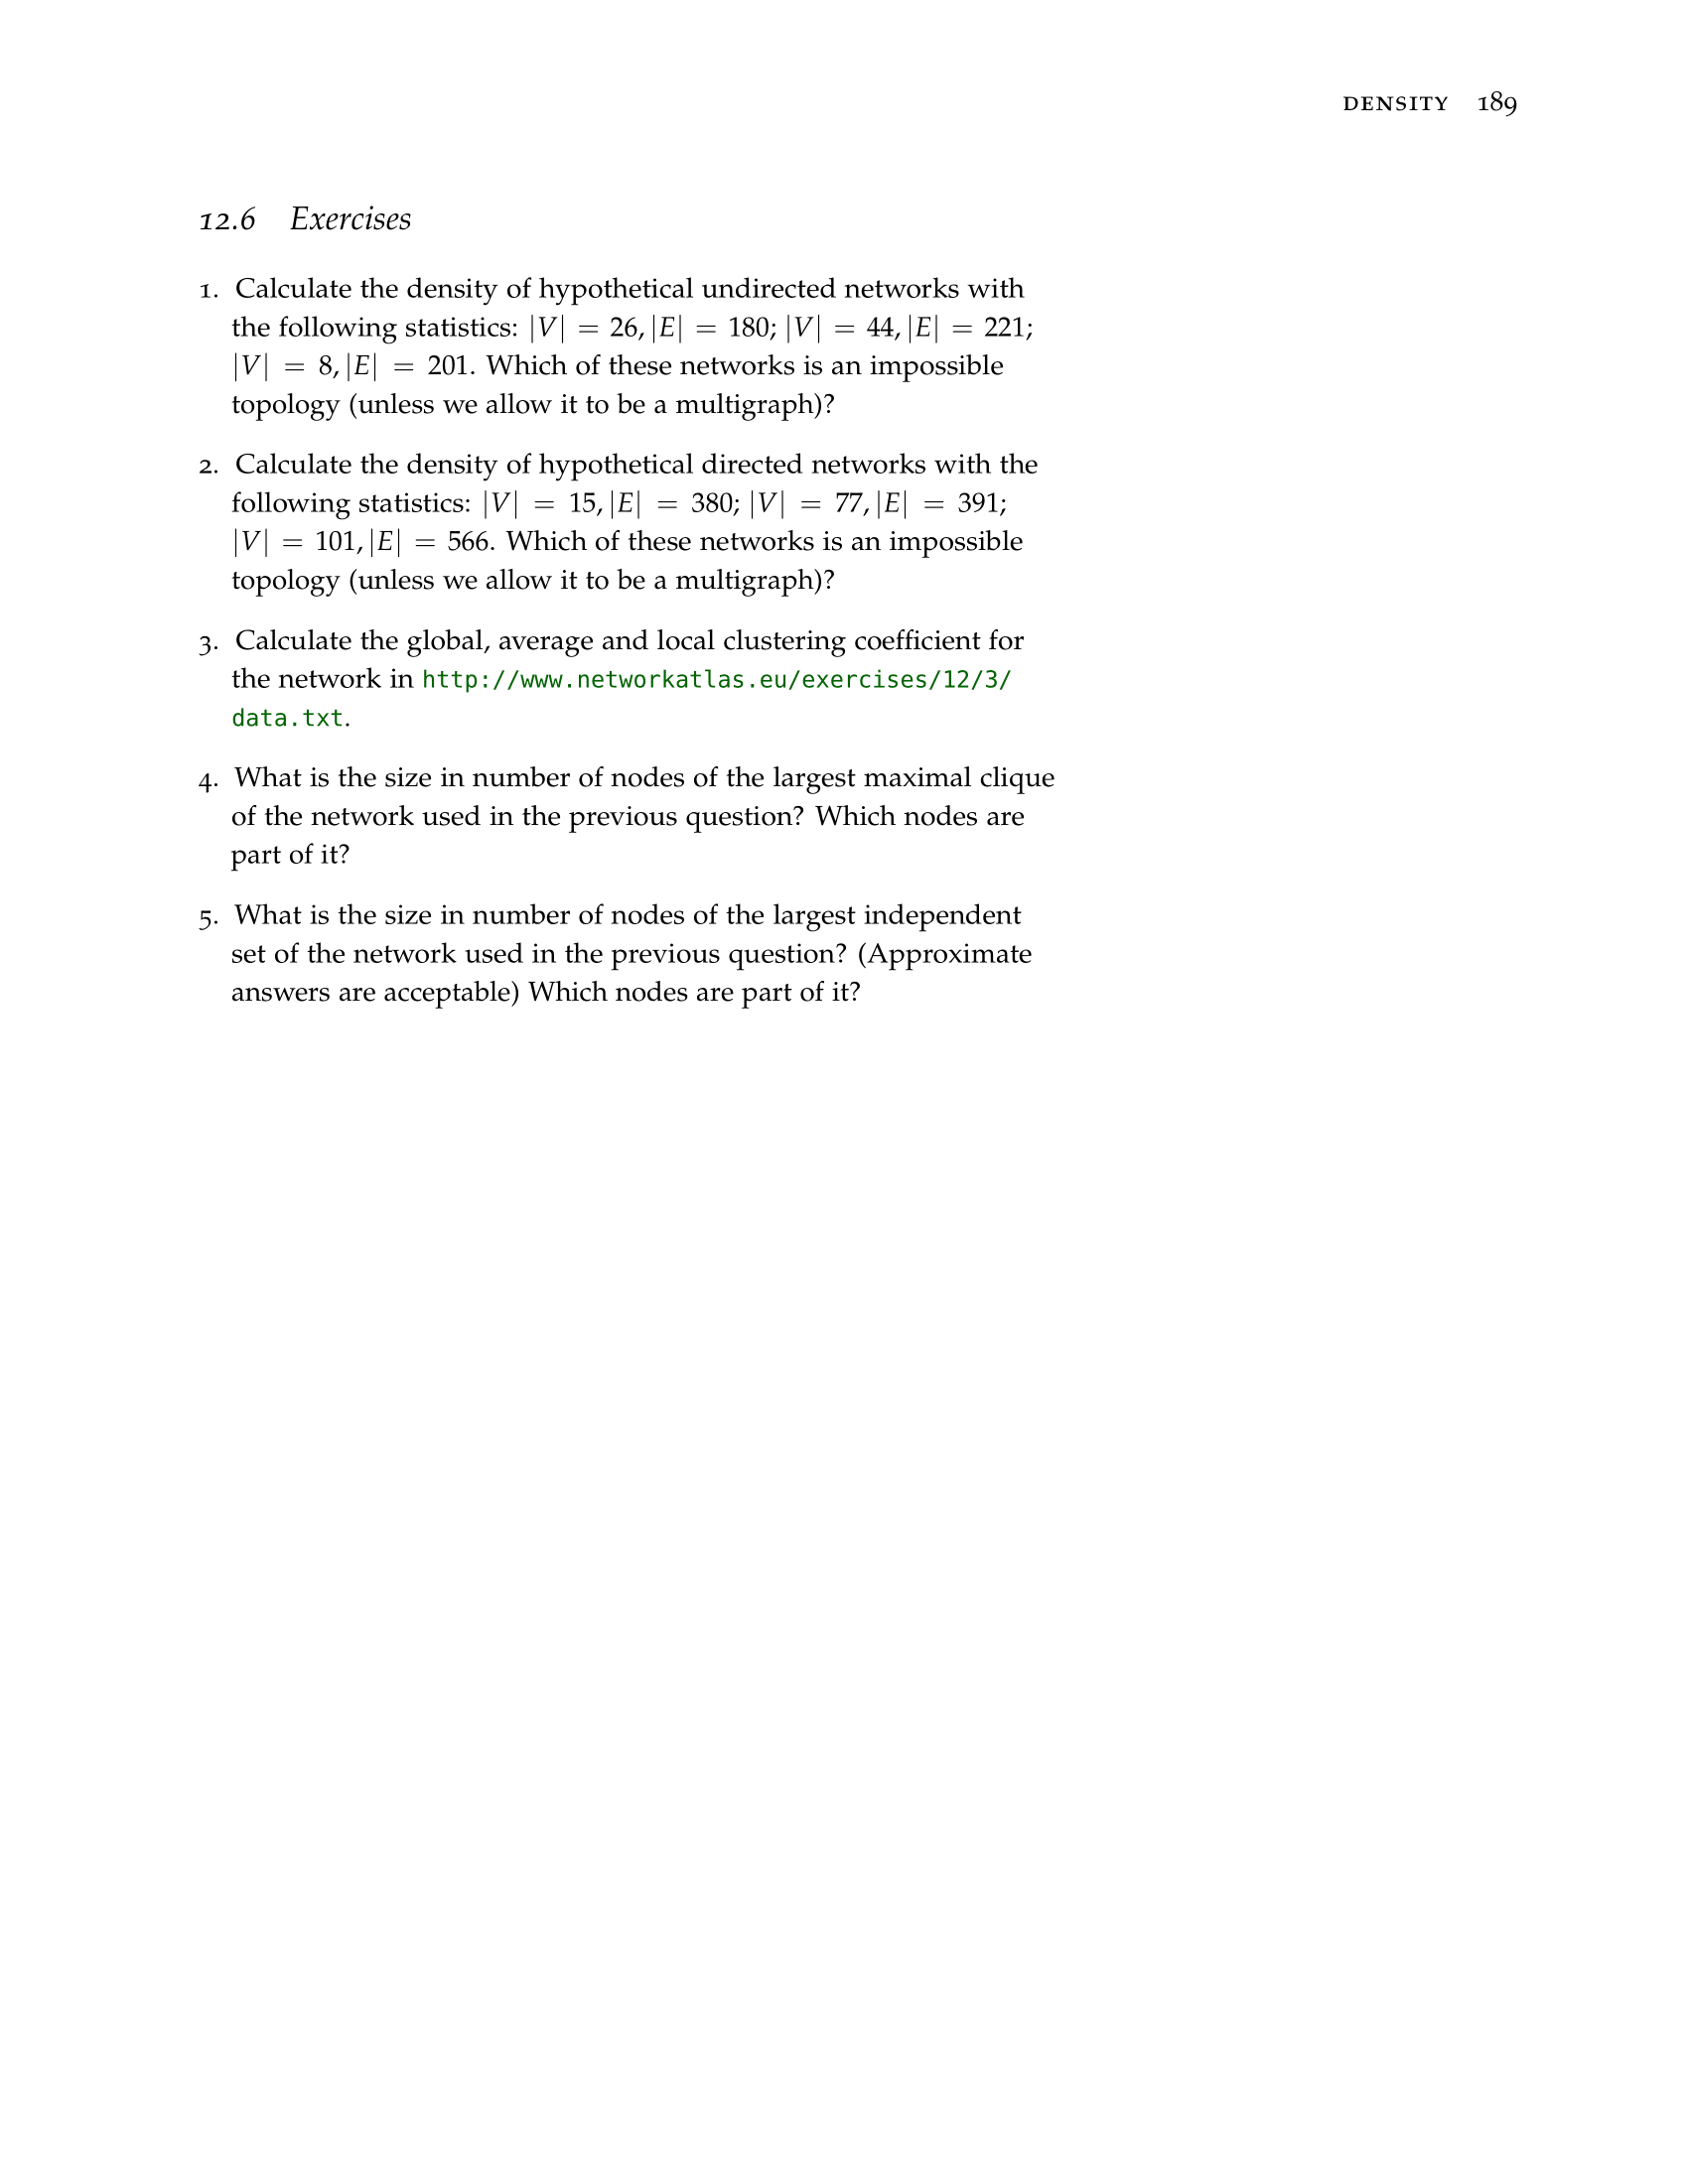 DENSITY 189
12.6 Exercises
1. Calculate the density of hypothetical undirected networks with
the following statistics: |V| = 26, |E| = 180; |V| = 44, |E| = 221;
|V| = 8, |E| = 201. Which of these networks is an impossible
topology (unless we allow it to be a multigraph)?
2. Calculate the density of hypothetical directed networks with the
following statistics: |V| = 15, |E| = 380; |V| = 77, |E| = 391;
|V| = 101, |E| = 566. Which of these networks is an impossible
topology (unless we allow it to be a multigraph)?
3. Calculate the global, average and local clustering coefficient for
the network in http://www.networkatlas.eu/exercises/12/3/
data.txt.
4. What is the size in number of nodes of the largest maximal clique
of the network used in the previous question? Which nodes are
part of it?
5. What is the size in number of nodes of the largest independent
set of the network used in the previous question? (Approximate
answers are acceptable) Which nodes are part of it?